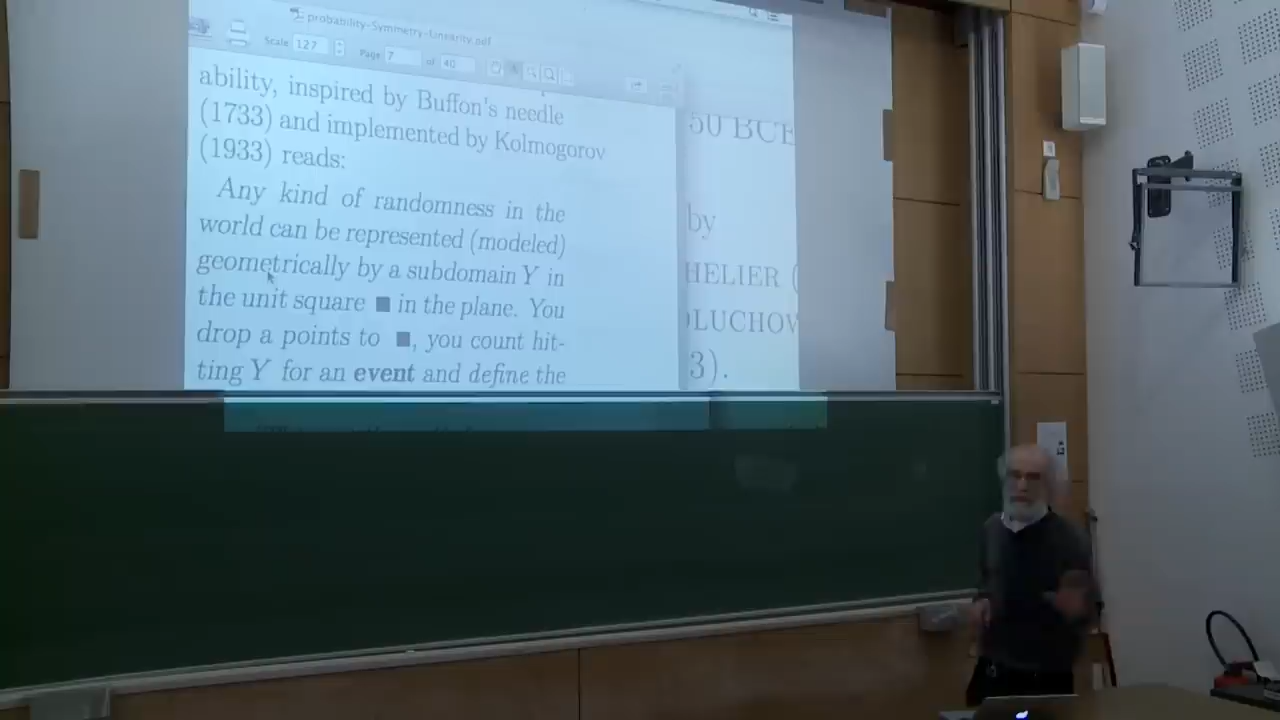 probability-Symmetry-Linearity.pdf
Scale 127 Page 7 of 40
ability, inspired by Buffon's needle
(1733) and implemented by Kolmogorov
(1933) reads:
Any kind of randomness in the
world can be represented (modeled)
geometrically by a subdomain Y in
the unit square ■ in the plane. You
drop a points to ■, you count hit-
ting Y for an event and define the
50 BCE
by
HELIER (
OLUCHOV
3).